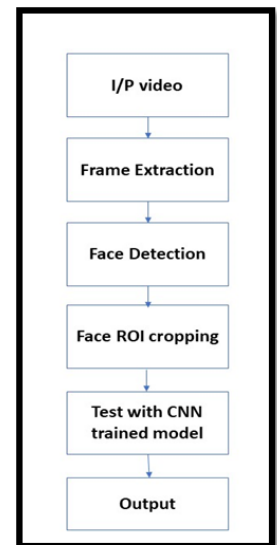 I/P video
Frame Extraction
Face Detection
Face ROI cropping
Test with CNN
trained model
Output